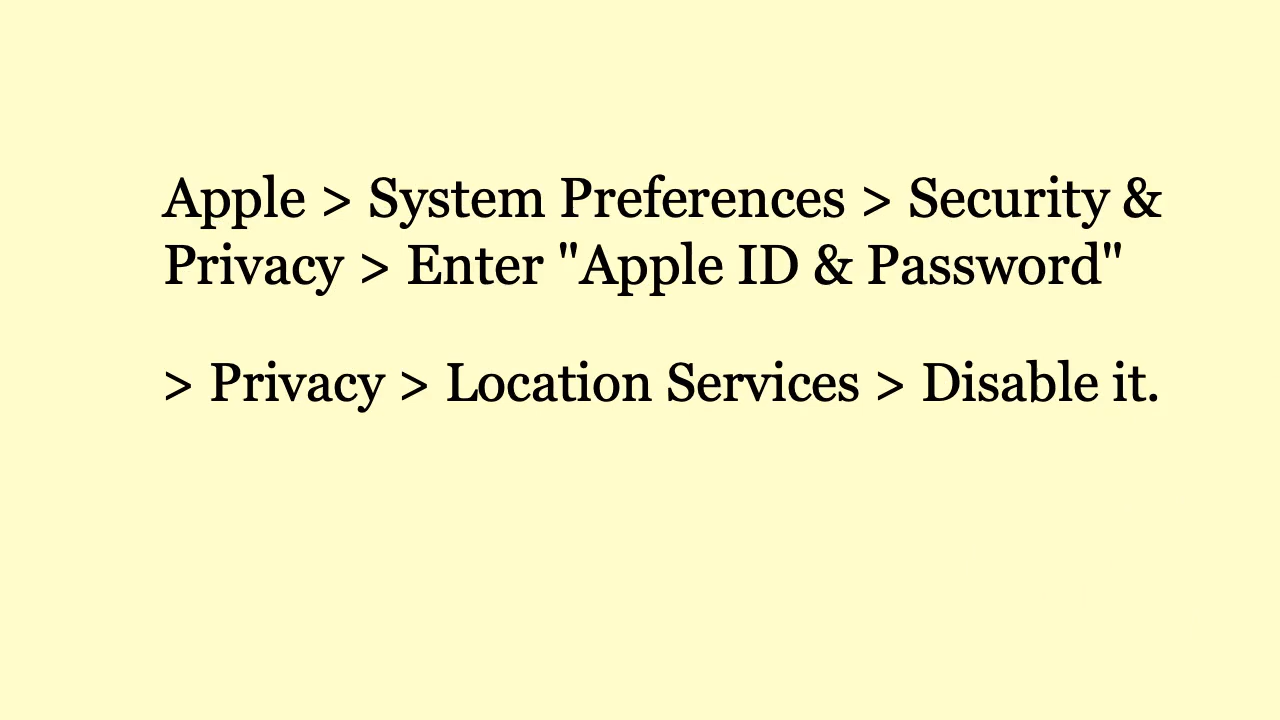 Apple > System Preferences > Security &
Privacy > Enter "Apple ID & Password"
> Privacy > Location Services > Disable it.